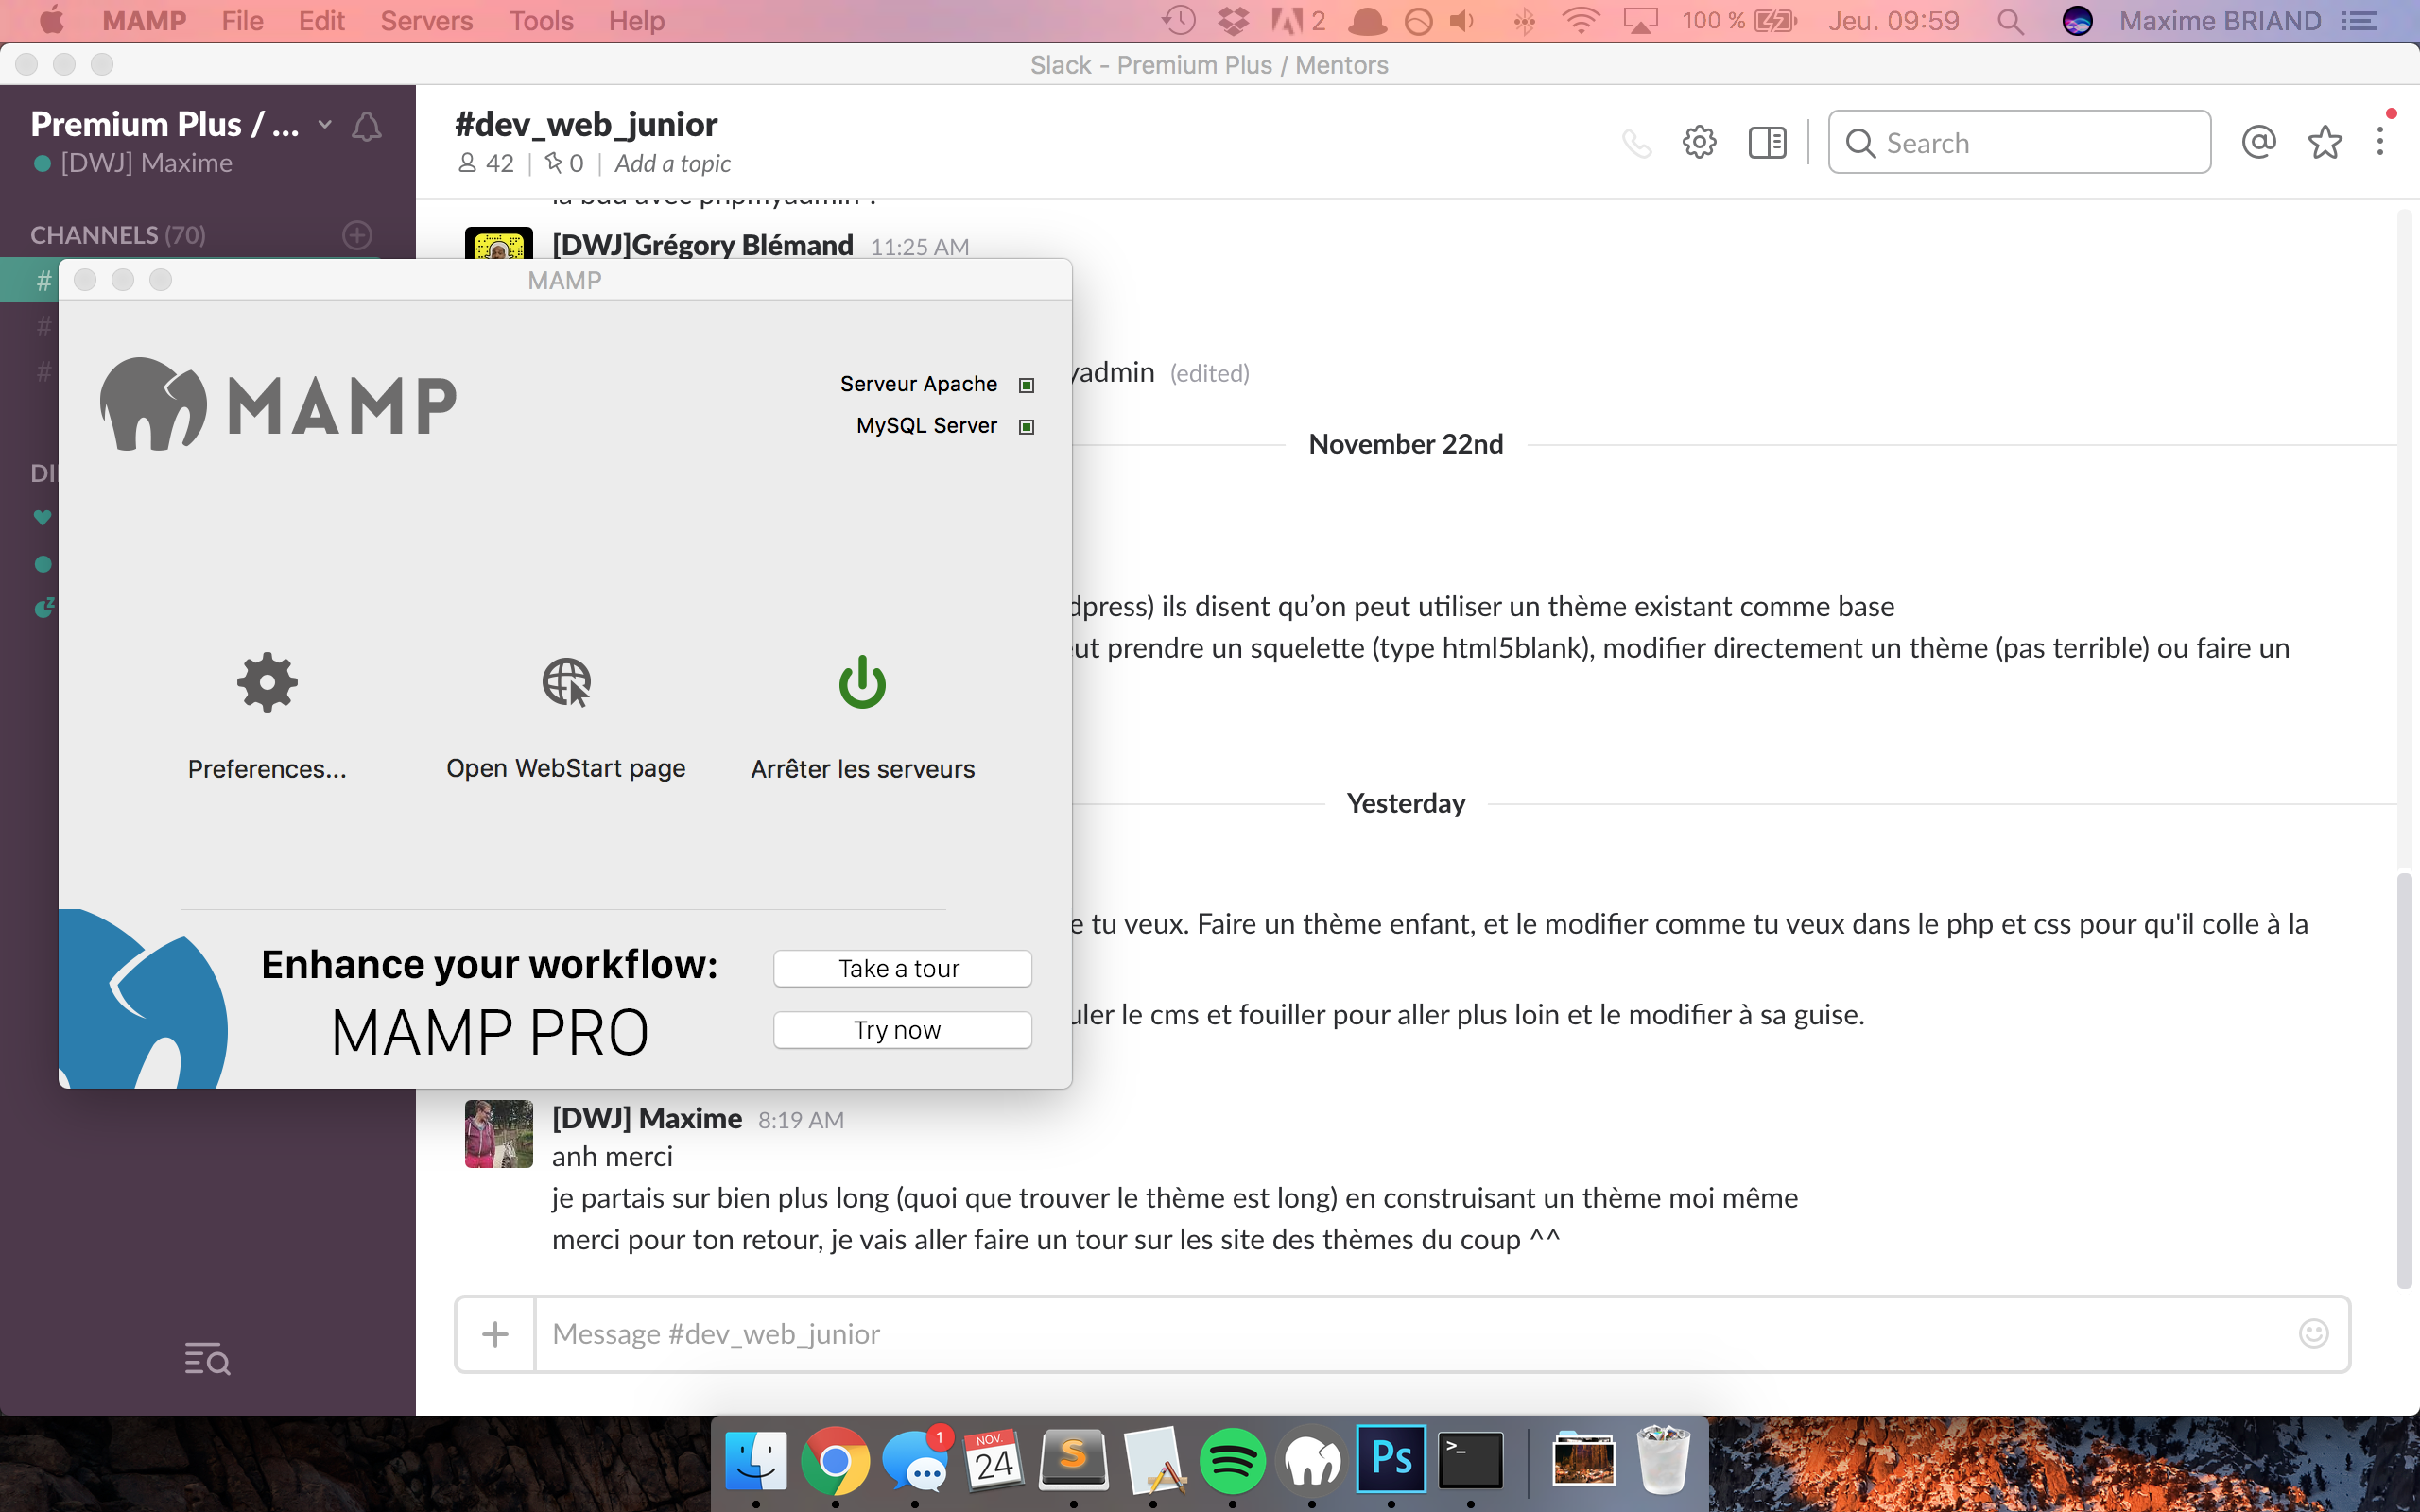 MAMP File Edit Servers Tools Help 2 100 % Jeu. 09:59 Maxime BRIAND
Slack - Premium Plus / Mentors
Premium Plus / ...
[DWJ] Maxime
CHANNELS (70)
#
#
#
#dev_web_junior
42 | 0 | Add a topic
Search
[DWJ]Grégory Blémand 11:25 AM
(edited)
November 22nd
ils disent qu’on peut utiliser un thème existant comme base
prendre un squelette (type html5blank), modifier directement un thème (pas terrible) ou faire un
Yesterday
tu veux. Faire un thème enfant, et le modifier comme tu veux dans le php et css pour qu'il colle à la
le cms et fouiller pour aller plus loin et le modifier à sa guise.
[DWJ] Maxime 8:19 AM
anh merci
je partais sur bien plus long (quoi que trouver le thème est long) en construisant un thème moi même
merci pour ton retour, je vais aller faire un tour sur les site des thèmes du coup ^^
Message #dev_web_junior
MAMP
MAMP
Serveur Apache
MySQL Server
Preferences...
Open WebStart page
Arrêter les serveurs
Enhance your workflow:
MAMP PRO
Take a tour
Try now
1
NOV.
24
S
Ps
>_